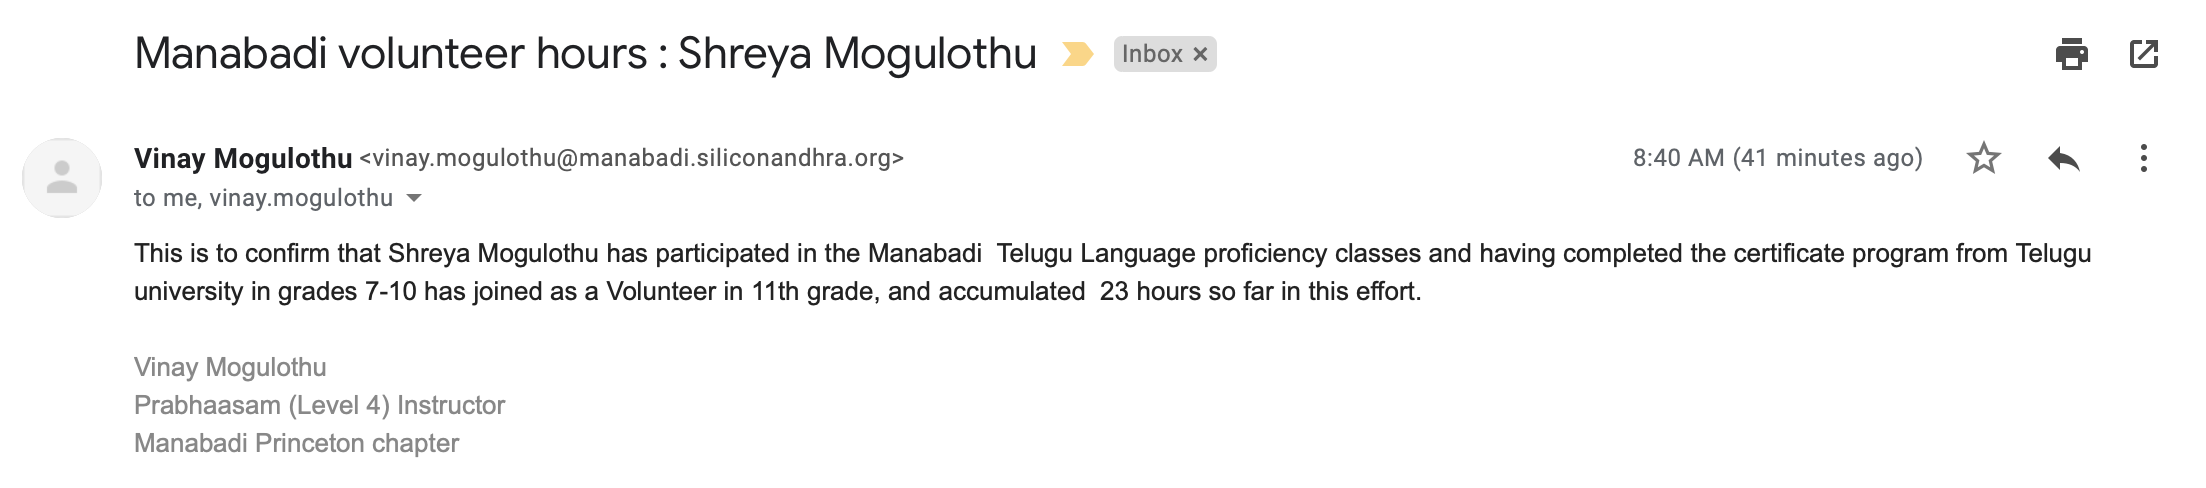 Manabadi volunteer hours : Shreya Mogulothu Inbox ×
Vinay Mogulothu <vinay.mogulothu@manabadi.siliconandhra.org> 8:40 AM (41 minutes ago)
to me, vinay.mogulothu
This is to confirm that Shreya Mogulothu has participated in the Manabadi  Telugu Language proficiency classes and having completed the certificate program from Telugu
university in grades 7-10 has joined as a Volunteer in 11th grade, and accumulated  23 hours so far in this effort.
Vinay Mogulothu
Prabhaasam (Level 4) Instructor
Manabadi Princeton chapter